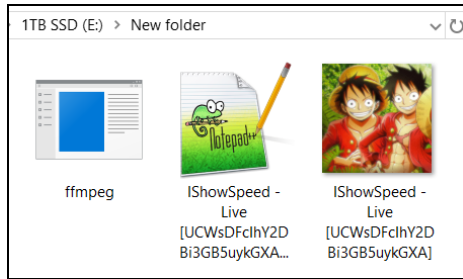 1TB SSD (E:) > New folder
Notepad++
ffmpeg
IShowSpeed -
Live
[UCWsDFcIhY2D
Bi3GB5uykGXA...
IShowSpeed -
Live
[UCWsDFcIhY2D
Bi3GB5uykGXA]